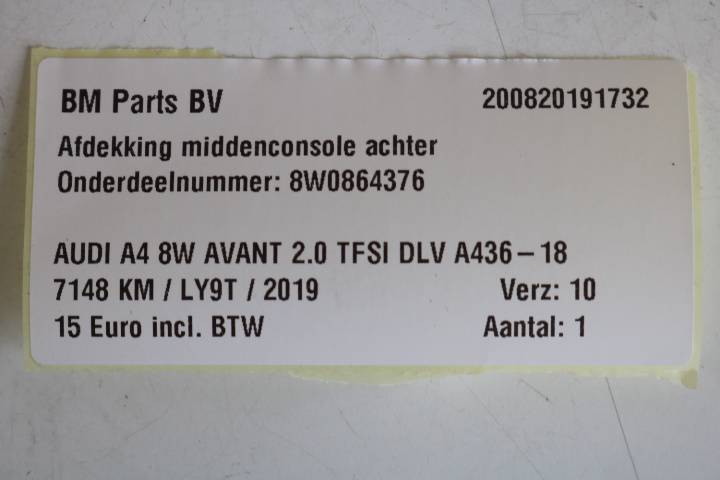 BM Parts BV 200820191732
Afdekking middenconsole achter
Onderdeelnummer: 8W0864376
AUDI A4 8W AVANT 2.0 TFSI DLV A436-18
7148 KM / LY9T / 2019 Verz: 10
15 Euro incl. BTW Aantal: 1